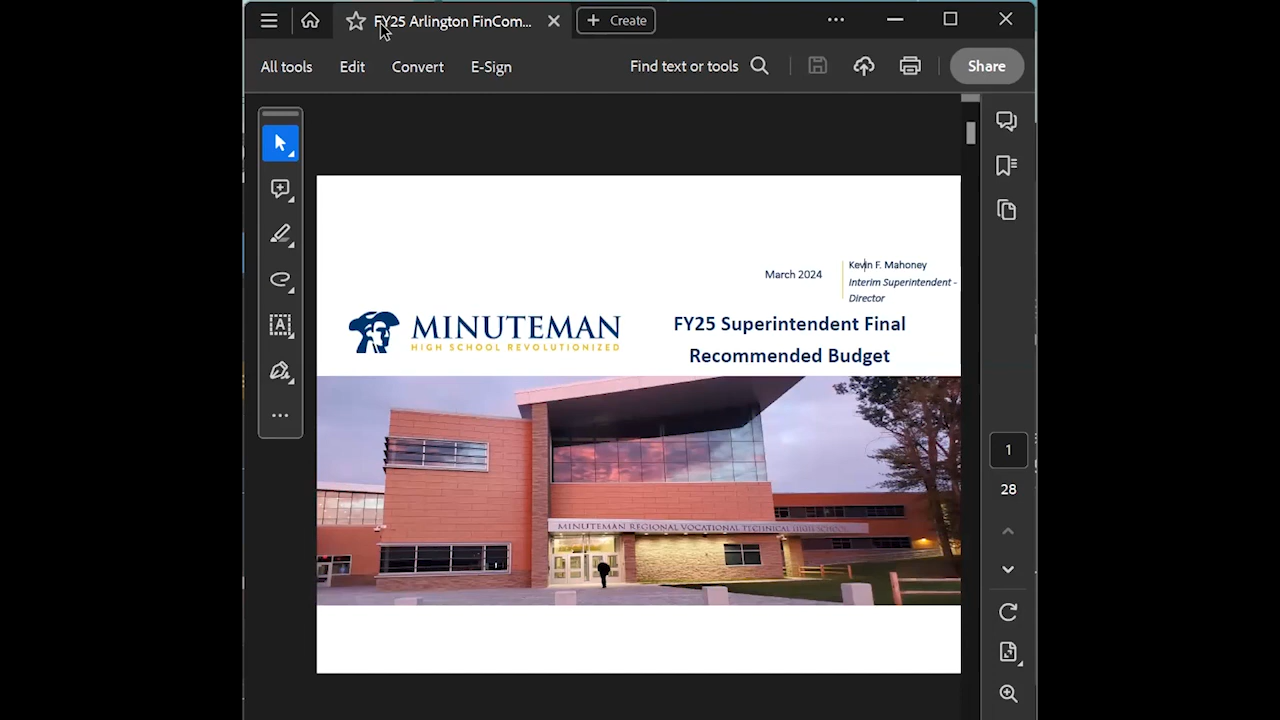 FY25 Arlington FinCom...
Create
All tools
Edit
Convert
E-Sign
Find text or tools
Share
March 2024
Kevin F. Mahoney
Interim Superintendent -
Director
MINUTEMAN
HIGH SCHOOL REVOLUTIONIZED
FY25 Superintendent Final
Recommended Budget
MINUTEMAN REGIONAL VOCATIONAL TECHNICAL HIGH SCHOOL
1
28